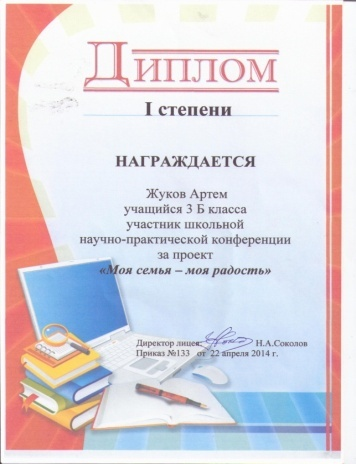 ДИПЛОМ
I степени
НАГРАЖДАЕТСЯ
Жуков Артем
учащийся 3 Б класса
участник школьной
научно-практической конференции
за проект
«Моя семья – моя радость»
Директор лицея: Н.А.Соколов
Приказ №133 от 22 апреля 2014 г.